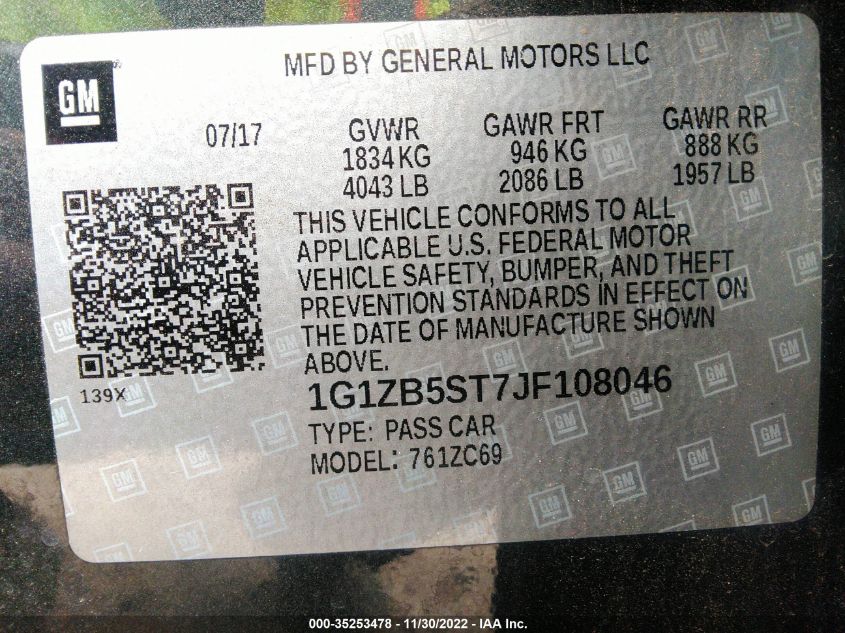 MFD BY GENERAL MOTORS LLC
GM
07/17
GVWR GAWR FRT GAWR RR
1834 KG 946 KG 888 KG
4043 LB 2086 LB 1957 LB
THIS VEHICLE CONFORMS TO ALL
APPLICABLE U.S. FEDERAL MOTOR
VEHICLE SAFETY, BUMPER, AND THEFT
PREVENTION STANDARDS IN EFFECT ON
THE DATE OF MANUFACTURE SHOWN
ABOVE.
139X
1G1ZB5ST7JF108046
TYPE: PASS CAR
MODEL: 761ZC69
000-35253478 - 11/30/2022 - IAA Inc.